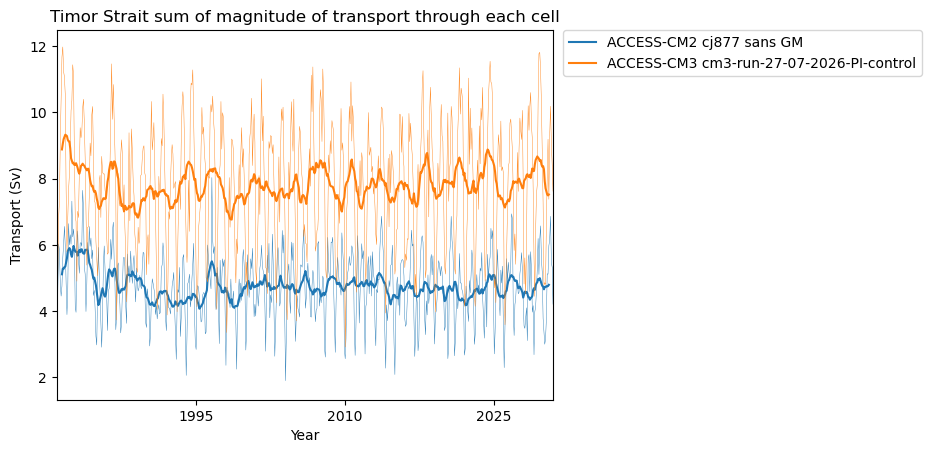 Timor Strait sum of magnitude of transport through each cell
ACCESS-CM2 cj877 sans GM
ACCESS-CM3 cm3-run-27-07-2026-PI-control
12
10
8
6
4
2
Transport (Sv)
1995
2010
2025
Year